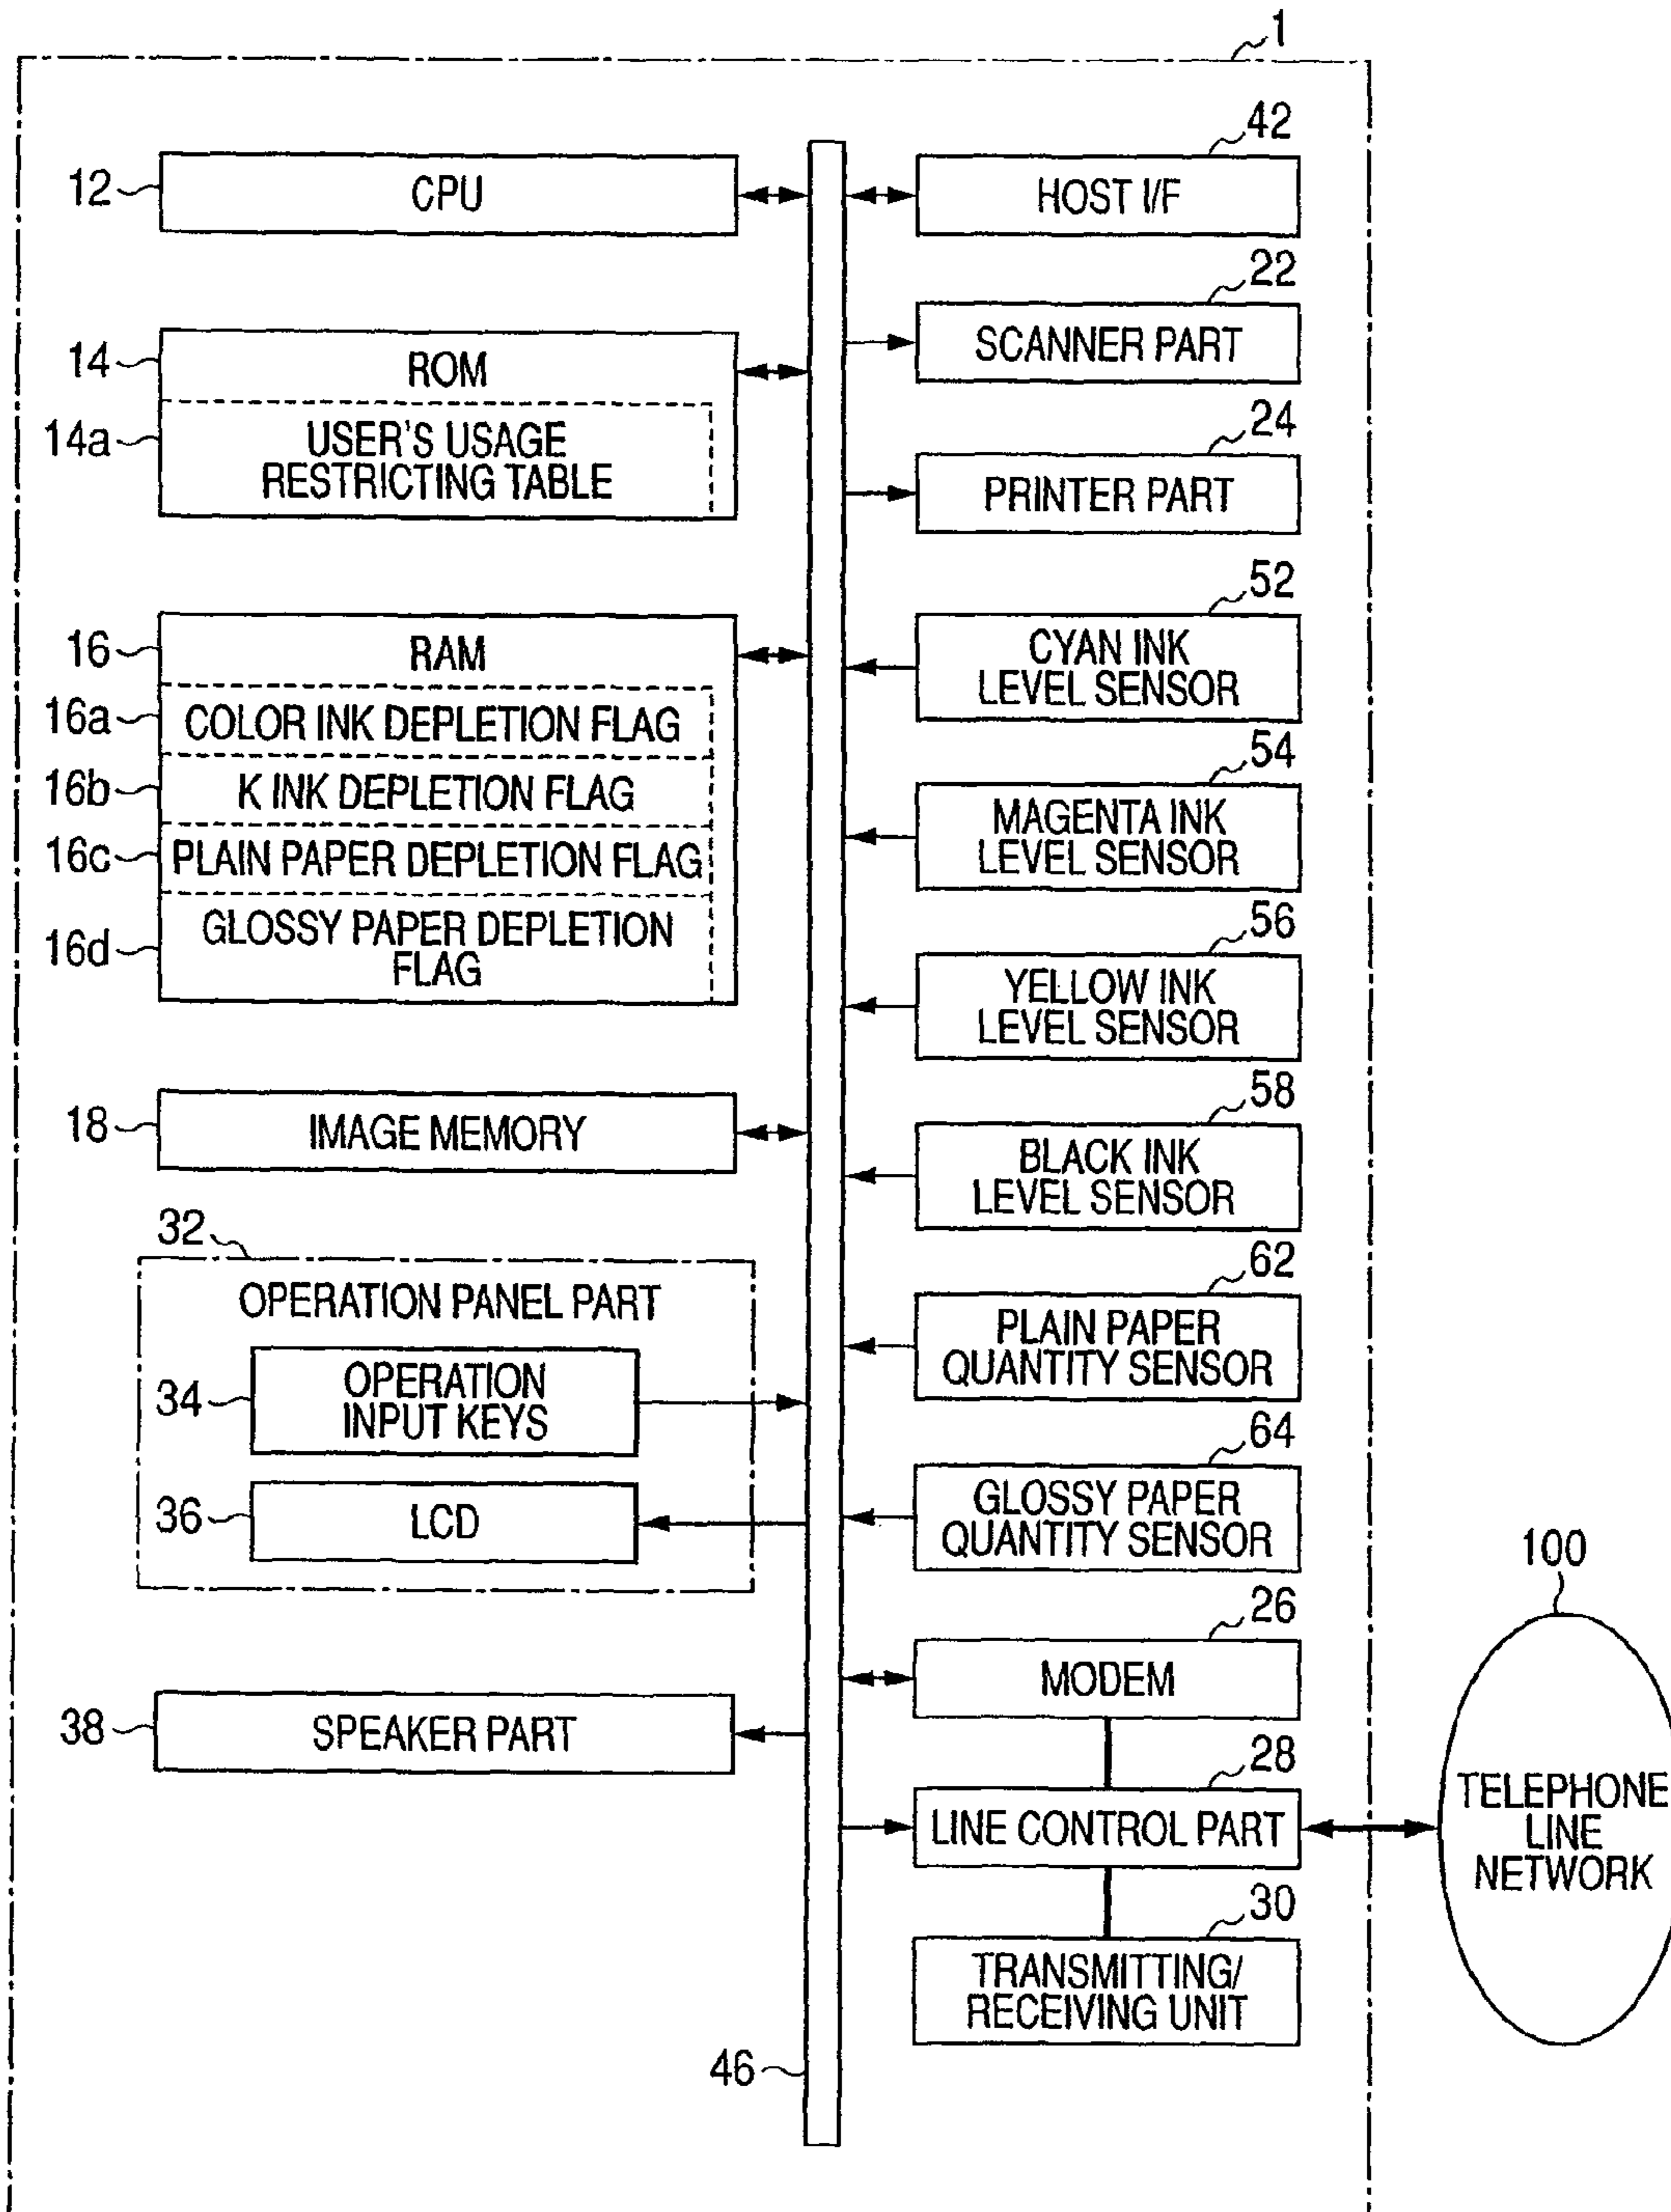 1
12
CPU
14
ROM
14a
USER'S USAGE
RESTRICTING TABLE
16
RAM
16a
COLOR INK DEPLETION FLAG
16b
K INK DEPLETION FLAG
16c
PLAIN PAPER DEPLETION FLAG
16d
GLOSSY PAPER DEPLETION
FLAG
18
IMAGE MEMORY
32
OPERATION PANEL PART
34
OPERATION
INPUT KEYS
36
LCD
38
SPEAKER PART
46
42
HOST I/F
22
SCANNER PART
24
PRINTER PART
52
CYAN INK
LEVEL SENSOR
54
MAGENTA INK
LEVEL SENSOR
56
YELLOW INK
LEVEL SENSOR
58
BLACK INK
LEVEL SENSOR
62
PLAIN PAPER
QUANTITY SENSOR
64
GLOSSY PAPER
QUANTITY SENSOR
26
MODEM
28
LINE CONTROL PART
30
TRANSMITTING/
RECEIVING UNIT
100
TELEPHONE
LINE
NETWORK